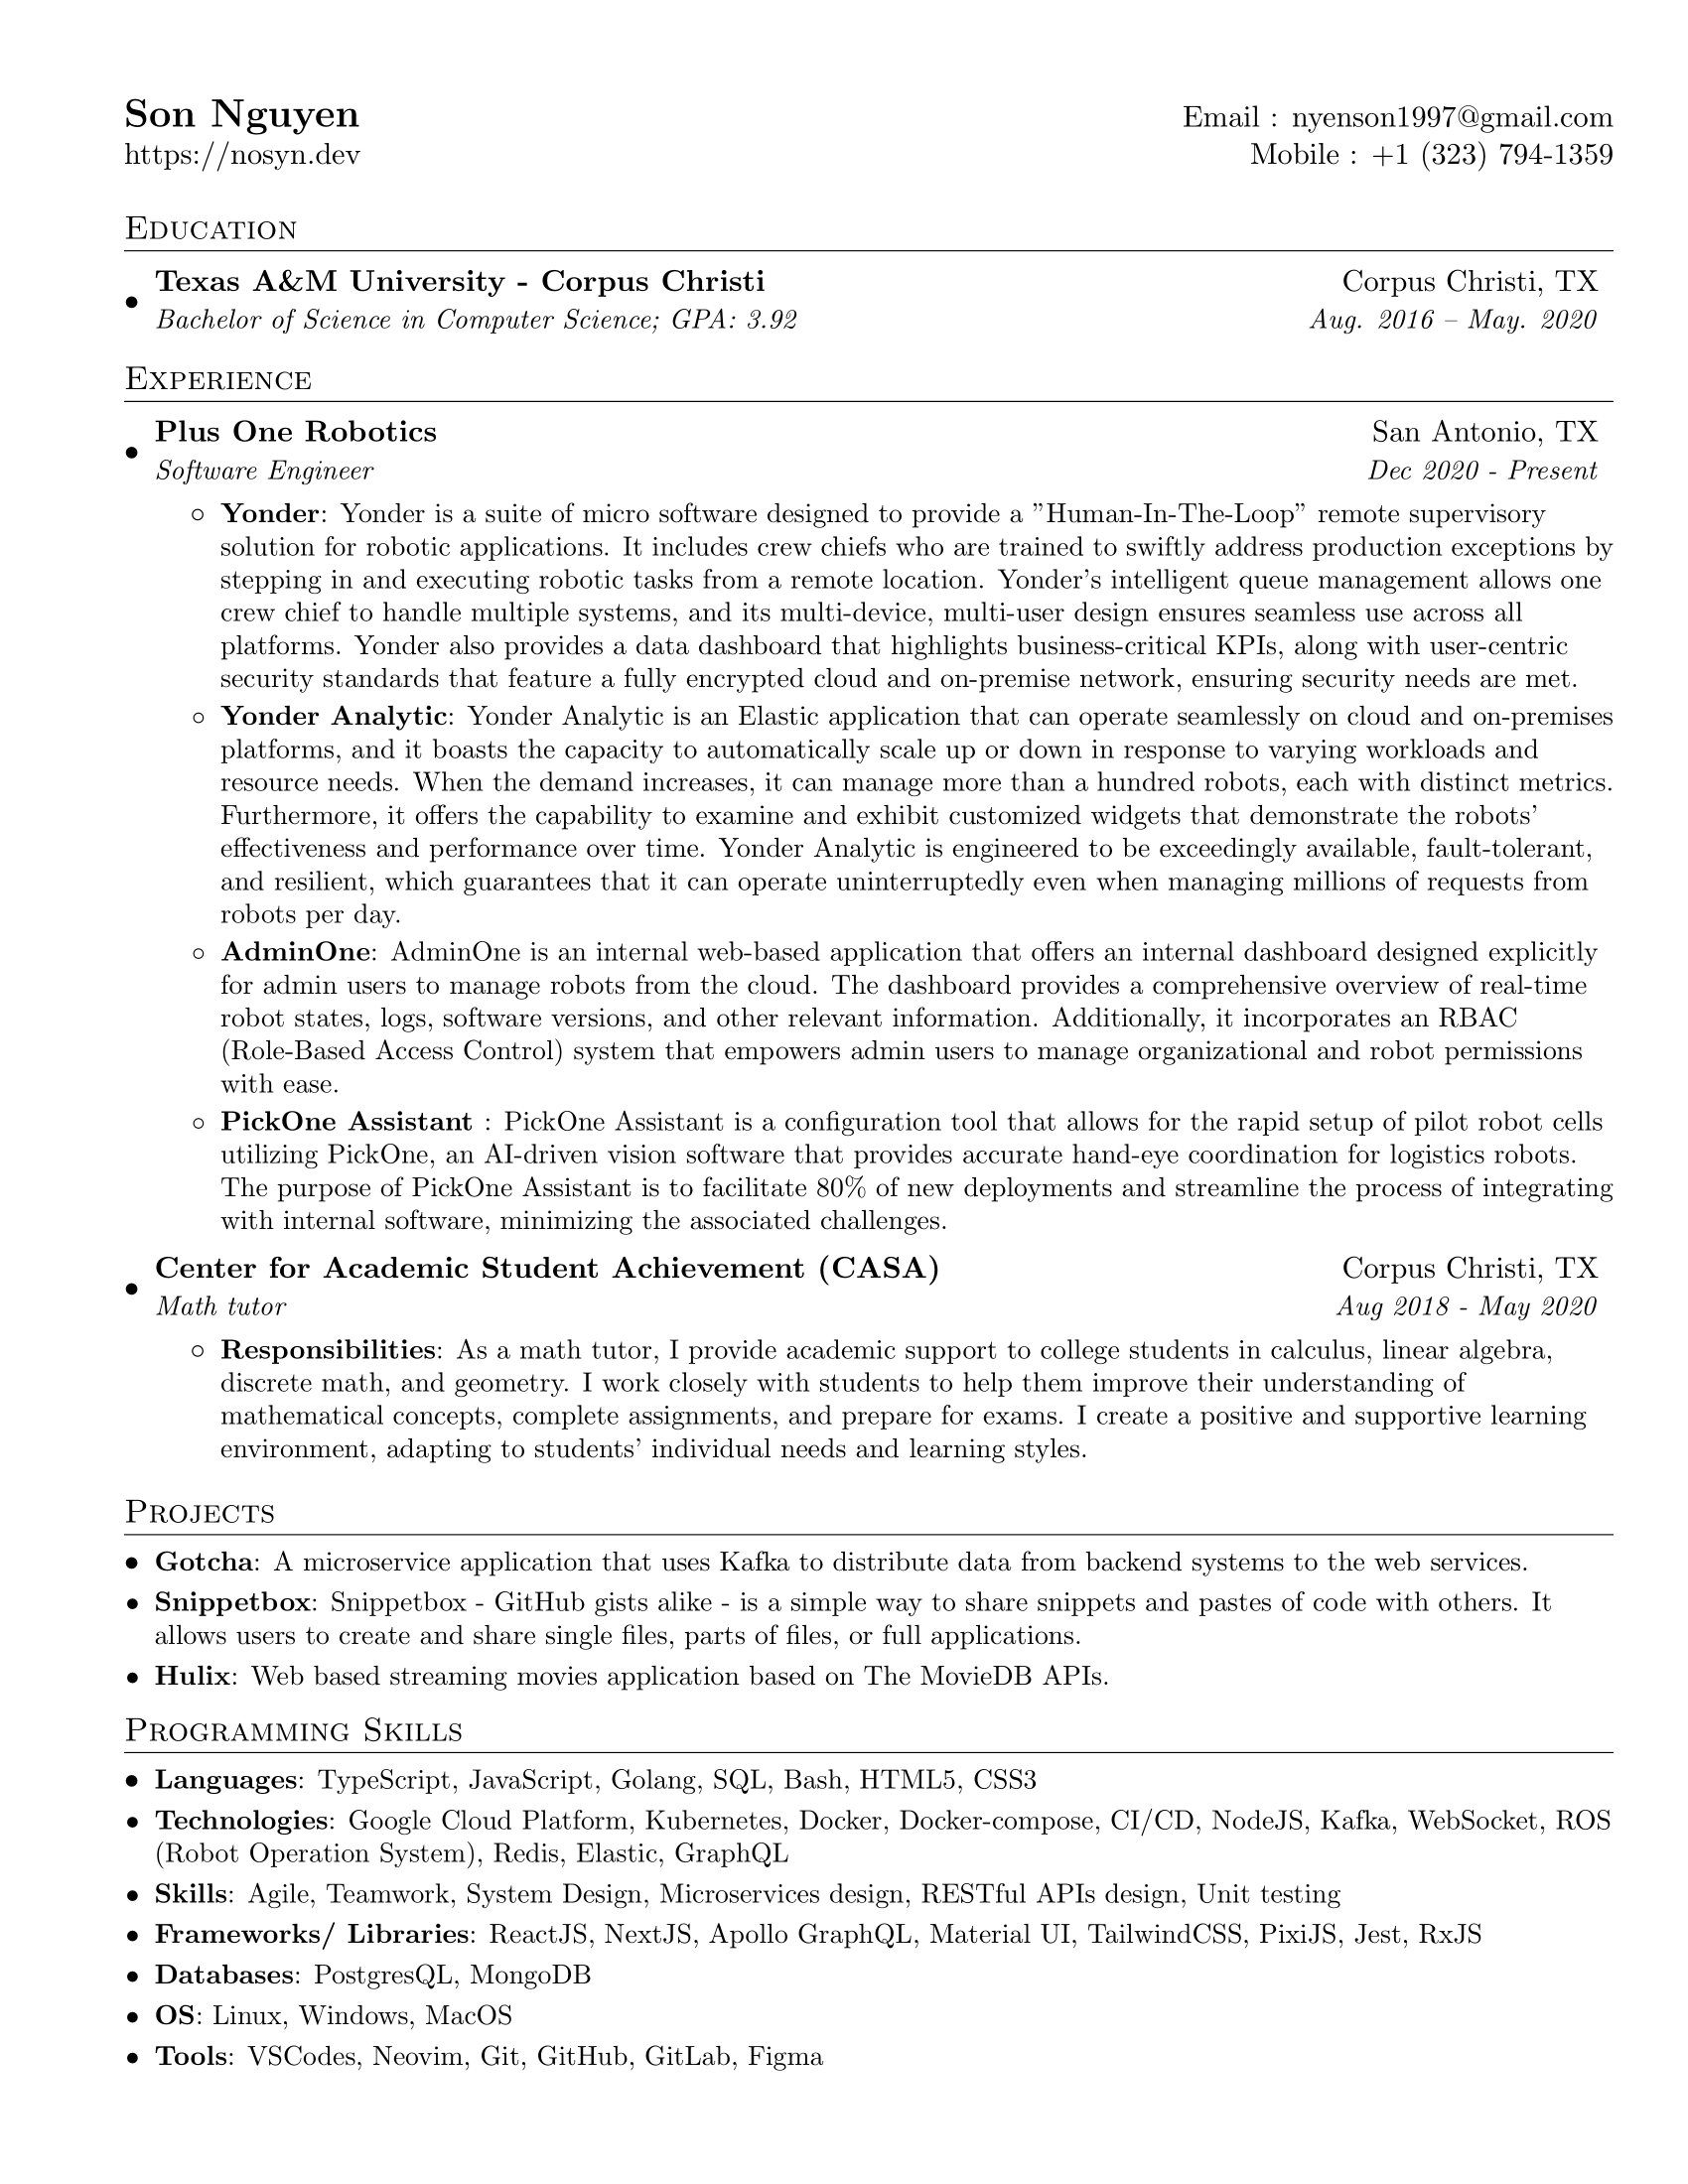 Son Nguyen
Email : nyenson1997@gmail.com
https://nosyn.dev
Mobile : +1 (323) 794-1359
Education
Texas A&M University - Corpus Christi
Corpus Christi, TX
Bachelor of Science in Computer Science; GPA: 3.92
Aug. 2016 – May. 2020
Experience
Plus One Robotics
San Antonio, TX
Software Engineer
Dec 2020 - Present
Yonder: Yonder is a suite of micro software designed to provide a ”Human-In-The-Loop” remote supervisory
solution for robotic applications. It includes crew chiefs who are trained to swiftly address production exceptions by
stepping in and executing robotic tasks from a remote location. Yonder’s intelligent queue management allows one
crew chief to handle multiple systems, and its multi-device, multi-user design ensures seamless use across all
platforms. Yonder also provides a data dashboard that highlights business-critical KPIs, along with user-centric
security standards that feature a fully encrypted cloud and on-premise network, ensuring security needs are met.
Yonder Analytic: Yonder Analytic is an Elastic application that can operate seamlessly on cloud and on-premises
platforms, and it boasts the capacity to automatically scale up or down in response to varying workloads and
resource needs. When the demand increases, it can manage more than a hundred robots, each with distinct metrics.
Furthermore, it offers the capability to examine and exhibit customized widgets that demonstrate the robots’
effectiveness and performance over time. Yonder Analytic is engineered to be exceedingly available, fault-tolerant,
and resilient, which guarantees that it can operate uninterruptedly even when managing millions of requests from
robots per day.
AdminOne: AdminOne is an internal web-based application that offers an internal dashboard designed explicitly
for admin users to manage robots from the cloud. The dashboard provides a comprehensive overview of real-time
robot states, logs, software versions, and other relevant information. Additionally, it incorporates an RBAC
(Role-Based Access Control) system that empowers admin users to manage organizational and robot permissions
with ease.
PickOne Assistant : PickOne Assistant is a configuration tool that allows for the rapid setup of pilot robot cells
utilizing PickOne, an AI-driven vision software that provides accurate hand-eye coordination for logistics robots.
The purpose of PickOne Assistant is to facilitate 80% of new deployments and streamline the process of integrating
with internal software, minimizing the associated challenges.
Center for Academic Student Achievement (CASA)
Corpus Christi, TX
Math tutor
Aug 2018 - May 2020
Responsibilities: As a math tutor, I provide academic support to college students in calculus, linear algebra,
discrete math, and geometry. I work closely with students to help them improve their understanding of
mathematical concepts, complete assignments, and prepare for exams. I create a positive and supportive learning
environment, adapting to students’ individual needs and learning styles.
Projects
Gotcha: A microservice application that uses Kafka to distribute data from backend systems to the web services.
Snippetbox: Snippetbox - GitHub gists alike - is a simple way to share snippets and pastes of code with others. It
allows users to create and share single files, parts of files, or full applications.
Hulix: Web based streaming movies application based on The MovieDB APIs.
Programming Skills
Languages: TypeScript, JavaScript, Golang, SQL, Bash, HTML5, CSS3
Technologies: Google Cloud Platform, Kubernetes, Docker, Docker-compose, CI/CD, NodeJS, Kafka, WebSocket, ROS
(Robot Operation System), Redis, Elastic, GraphQL
Skills: Agile, Teamwork, System Design, Microservices design, RESTful APIs design, Unit testing
Frameworks/ Libraries: ReactJS, NextJS, Apollo GraphQL, Material UI, TailwindCSS, PixiJS, Jest, RxJS
Databases: PostgresQL, MongoDB
OS: Linux, Windows, MacOS
Tools: VSCodes, Neovim, Git, GitHub, GitLab, Figma